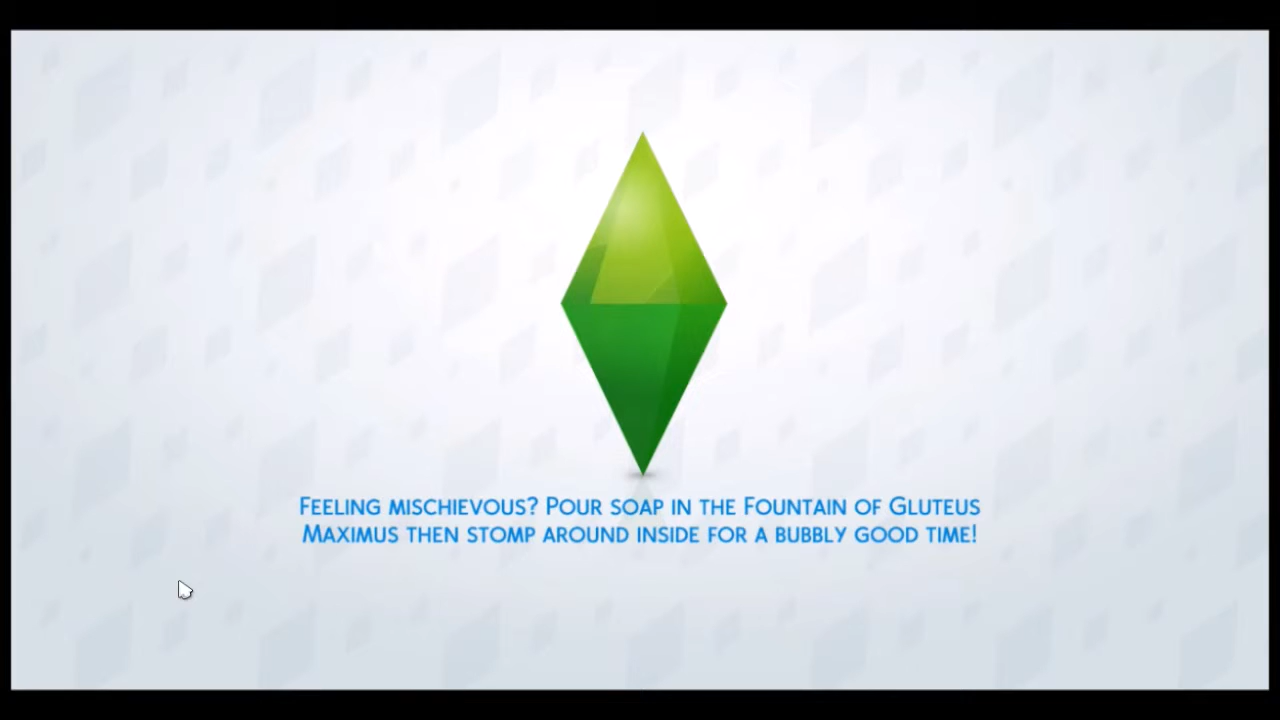 Feeling mischievous? Pour soap in the Fountain of Gluteus
Maximus then stomp around inside for a bubbly good time!